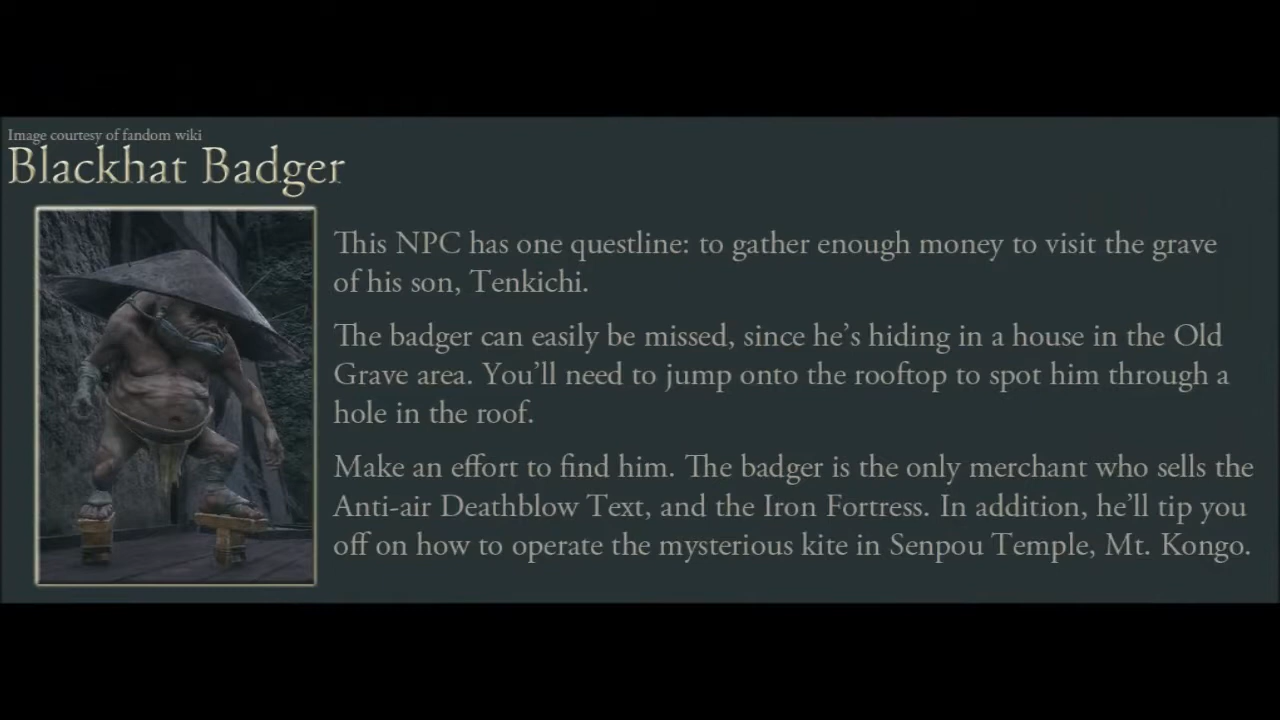 Image courtesy of fandom wiki
Blackhat Badger
This NPC has one questline: to gather enough money to visit the grave
of his son, Tenkichi.
The badger can easily be missed, since he’s hiding in a house in the Old
Grave area. You’ll need to jump onto the rooftop to spot him through a
hole in the roof.
Make an effort to find him. The badger is the only merchant who sells the
Anti-air Deathblow Text, and the Iron Fortress. In addition, he’ll tip you
off on how to operate the mysterious kite in Senpou Temple, Mt. Kongo.